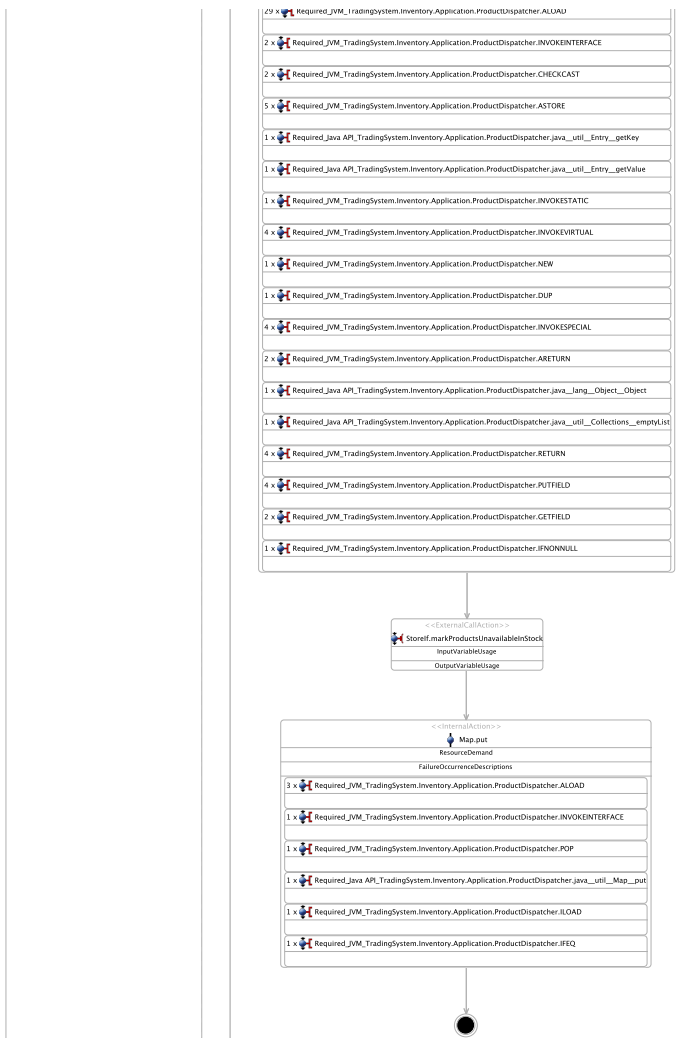 29 x Required_JVM_TradingSystem.Inventory.Application.ProductDispatcher.ALOAD
2 x Required_JVM_TradingSystem.Inventory.Application.ProductDispatcher.INVOKEINTERFACE
2 x Required_JVM_TradingSystem.Inventory.Application.ProductDispatcher.CHECKCAST
5 x Required_JVM_TradingSystem.Inventory.Application.ProductDispatcher.ASTORE
1 x Required_Java API_TradingSystem.Inventory.Application.ProductDispatcher.java__util__Entry__getKey
1 x Required_Java API_TradingSystem.Inventory.Application.ProductDispatcher.java__util__Entry__getValue
1 x Required_JVM_TradingSystem.Inventory.Application.ProductDispatcher.INVOKESTATIC
4 x Required_JVM_TradingSystem.Inventory.Application.ProductDispatcher.INVOKEVIRTUAL
1 x Required_JVM_TradingSystem.Inventory.Application.ProductDispatcher.NEW
1 x Required_JVM_TradingSystem.Inventory.Application.ProductDispatcher.DUP
4 x Required_JVM_TradingSystem.Inventory.Application.ProductDispatcher.INVOKESPECIAL
2 x Required_JVM_TradingSystem.Inventory.Application.ProductDispatcher.ARETURN
1 x Required_Java API_TradingSystem.Inventory.Application.ProductDispatcher.java__lang__Object__Object
1 x Required_Java API_TradingSystem.Inventory.Application.ProductDispatcher.java__util__Collections__emptyList
4 x Required_JVM_TradingSystem.Inventory.Application.ProductDispatcher.RETURN
4 x Required_JVM_TradingSystem.Inventory.Application.ProductDispatcher.PUTFIELD
2 x Required_JVM_TradingSystem.Inventory.Application.ProductDispatcher.GETFIELD
1 x Required_JVM_TradingSystem.Inventory.Application.ProductDispatcher.IFNONNULL
<<ExternalCallAction>>
StoreIf.markProductsUnavailableInStock
InputVariableUsage
OutputVariableUsage
<<InternalAction>>
Map.put
ResourceDemand
FailureOccurrenceDescriptions
3 x Required_JVM_TradingSystem.Inventory.Application.ProductDispatcher.ALOAD
1 x Required_JVM_TradingSystem.Inventory.Application.ProductDispatcher.INVOKEINTERFACE
1 x Required_JVM_TradingSystem.Inventory.Application.ProductDispatcher.POP
1 x Required_Java API_TradingSystem.Inventory.Application.ProductDispatcher.java__util__Map__put
1 x Required_JVM_TradingSystem.Inventory.Application.ProductDispatcher.ILOAD
1 x Required_JVM_TradingSystem.Inventory.Application.ProductDispatcher.IFEQ